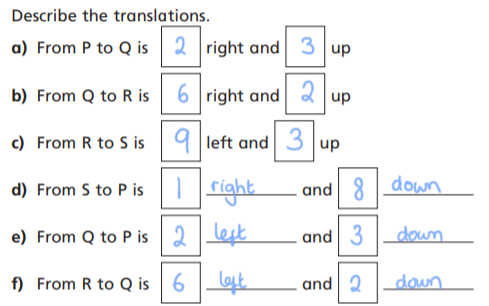 Describe the translations.
a) From P to Q is 2 right and 3 up
b) From Q to R is 6 right and 2 up
c) From R to S is 9 left and 3 up
d) From S to P is 1 right and 8 down
e) From Q to P is 2 left and 3 down
f) From R to Q is 6 left and 2 down